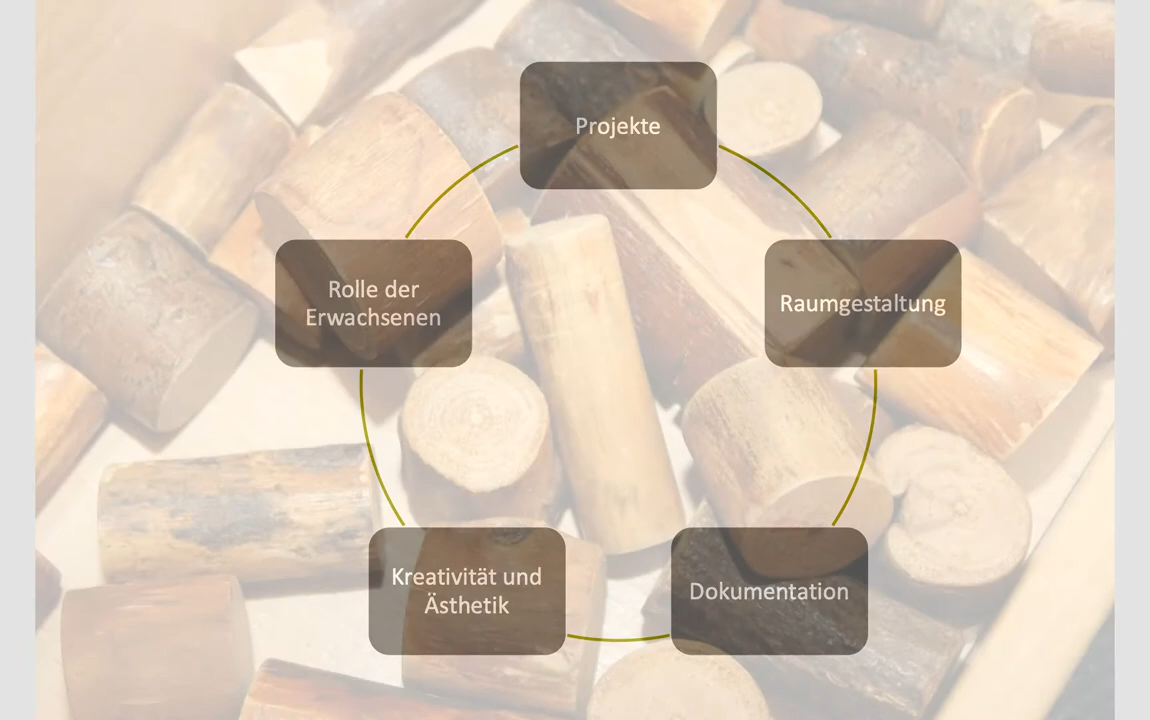 Projekte
Rolle der
Erwachsenen
Raumgestaltung
Kreativität und
Ästhetik
Dokumentation